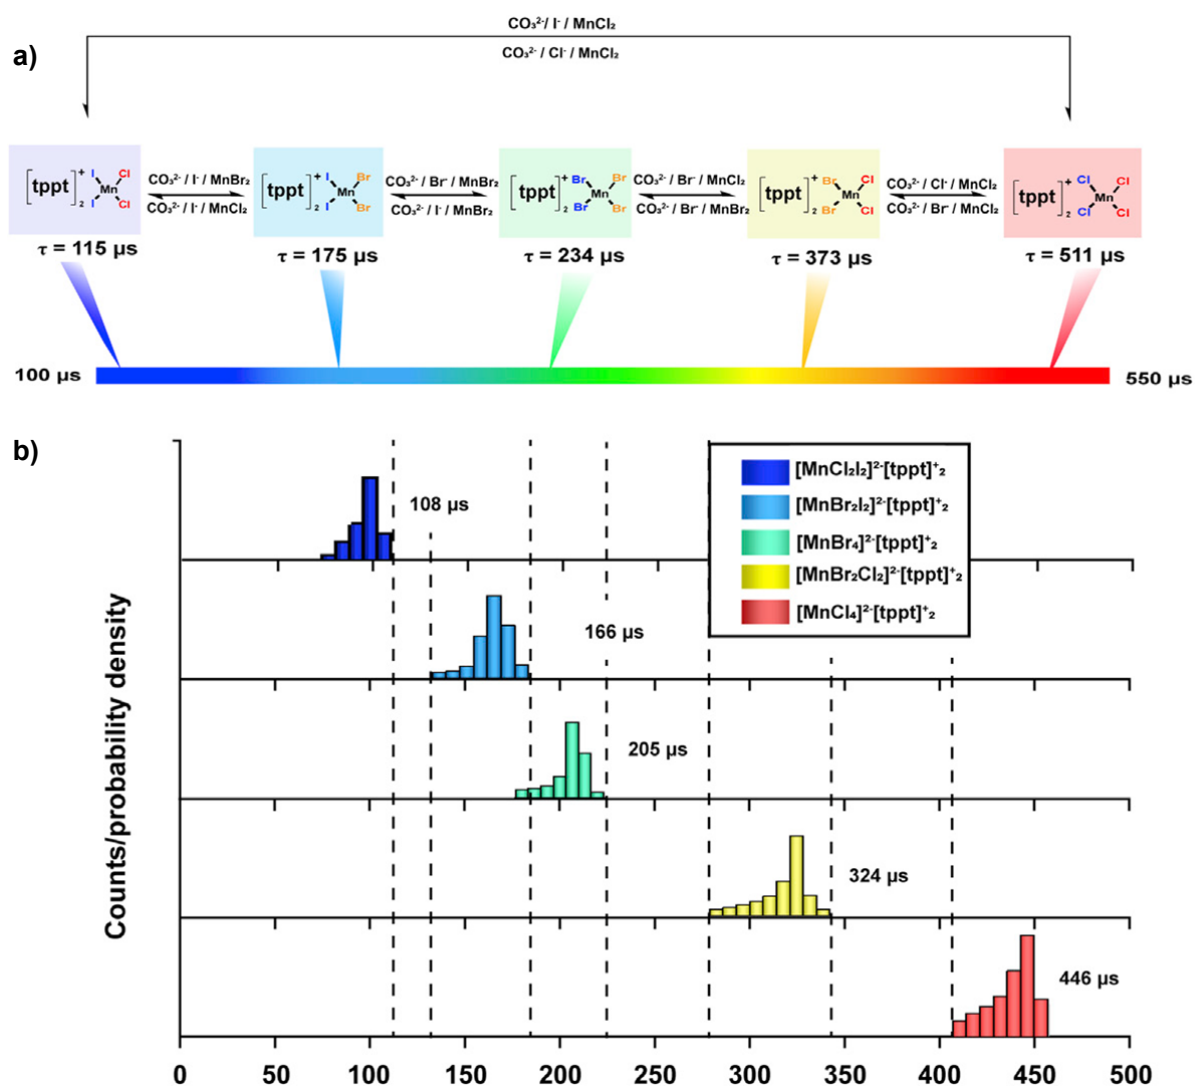 CO₃²⁻/ I⁻ / MnCl₂
a)
CO₃²⁻ / Cl⁻ / MnCl₂
[tppt]₂⁺ I I Mn Cl Cl
CO₃²⁻ / I⁻ / MnBr₂
CO₃²⁻ / I⁻ / MnCl₂
[tppt]₂⁺ I I Mn Br Br
CO₃²⁻ / Br⁻ / MnBr₂
CO₃²⁻ / I⁻ / MnBr₂
[tppt]₂⁺ Br Br Mn Br Br
CO₃²⁻ / Br⁻ / MnCl₂
CO₃²⁻ / Br⁻ / MnBr₂
[tppt]₂⁺ Br Br Mn Cl Cl
CO₃²⁻ / Cl⁻ / MnCl₂
CO₃²⁻ / Br⁻ / MnCl₂
[tppt]₂⁺ Cl Cl Mn Cl Cl
τ = 115 µs
τ = 175 µs
τ = 234 µs
τ = 373 µs
τ = 511 µs
100 µs
550 µs
b)
[MnCl₂I₂]²⁻[tppt]⁺₂
[MnBr₂I₂]²⁻[tppt]⁺₂
[MnBr₄]²⁻[tppt]⁺₂
[MnBr₂Cl₂]²⁻[tppt]⁺₂
[MnCl₄]²⁻[tppt]⁺₂
108 µs
166 µs
205 µs
324 µs
446 µs
Counts/probability density
0 50 100 150 200 250 300 350 400 450 500